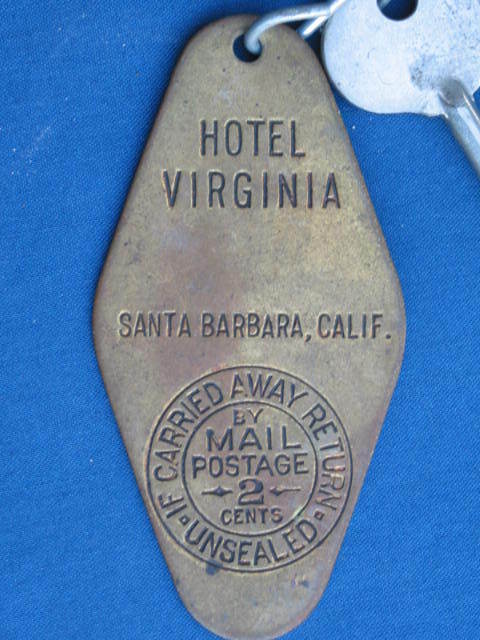 HOTEL
VIRGINIA
SANTA BARBARA, CALIF.
IF CARRIED AWAY RETURN
UNSEALED
BY
MAIL
POSTAGE
2
CENTS